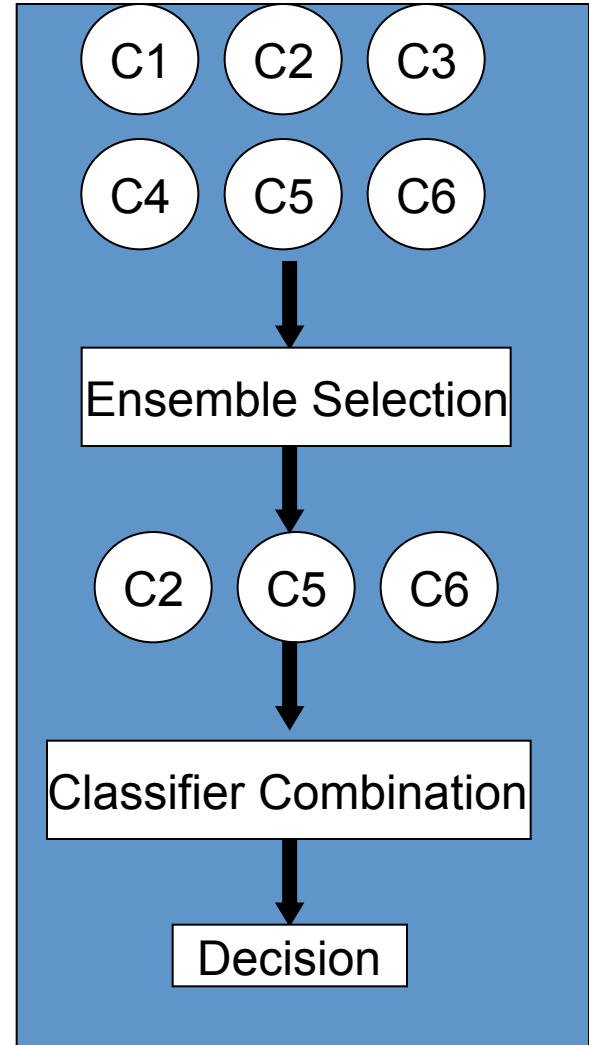 C1 C2 C3
C4 C5 C6
Ensemble Selection
C2 C5 C6
Classifier Combination
Decision